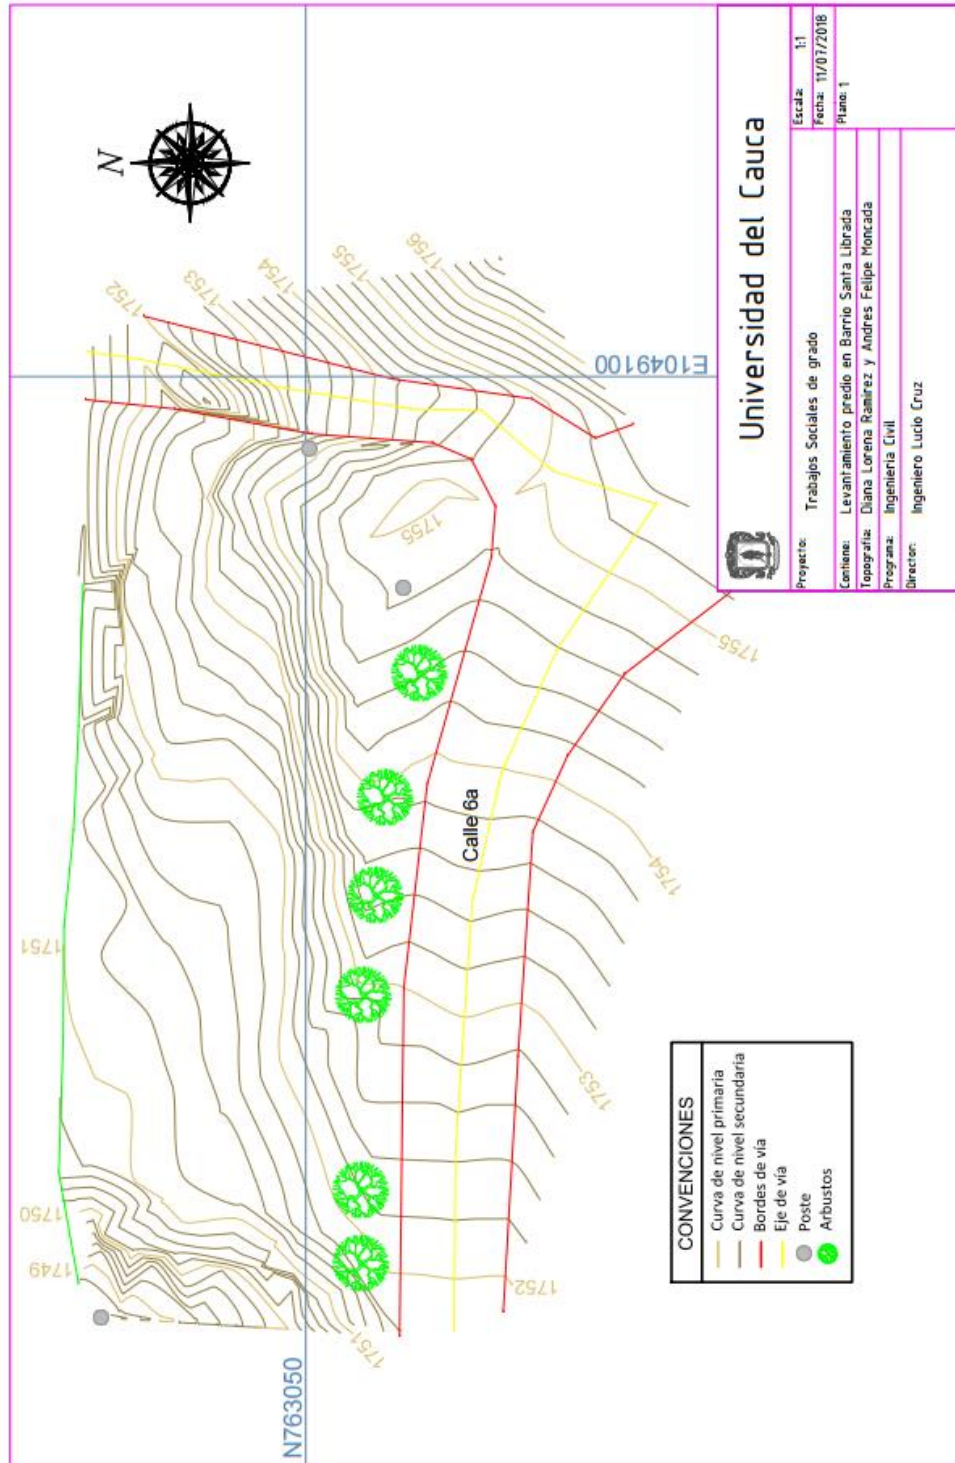 N
1752
1753
1754
1755
1756
E1049100
1755
1755
Calle 6a
1754
1753
1752
1751
1751
1750
1749
N763050
CONVENCIONES
Curva de nivel primaria
Curva de nivel secundaria
Bordes de vía
Eje de vía
Poste
Arbustos
Universidad del Cauca
Proyecto: Trabajos Sociales de grado
Escala: 1:1
Fecha: 11/07/2018
Contiene: Levantamiento predio en Barrio Santa Librada
Plano: 1
Topografia: Diana Lorena Ramirez y Andres Felipe Moncada
Programa: Ingenieria Civil
Director: Ingeniero Lucio Cruz